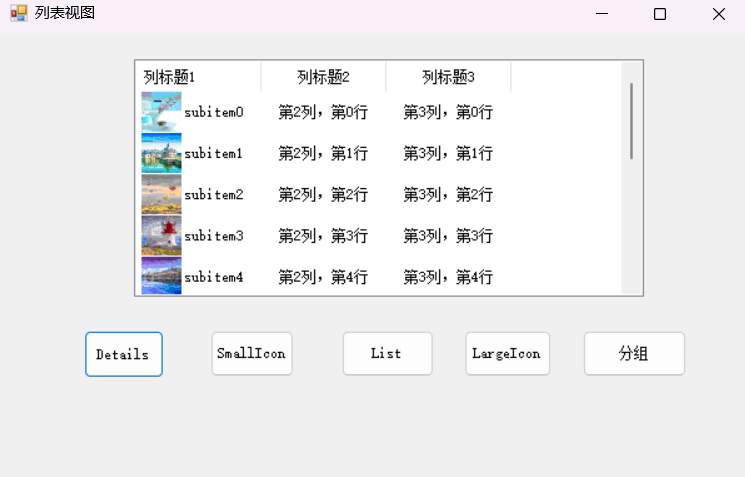 列表视图
列标题1 列标题2 列标题3
subitem0 第2列，第0行 第3列，第0行
subitem1 第2列，第1行 第3列，第1行
subitem2 第2列，第2行 第3列，第2行
subitem3 第2列，第3行 第3列，第3行
subitem4 第2列，第4行 第3列，第4行
Details SmallIcon List LargeIcon 分组